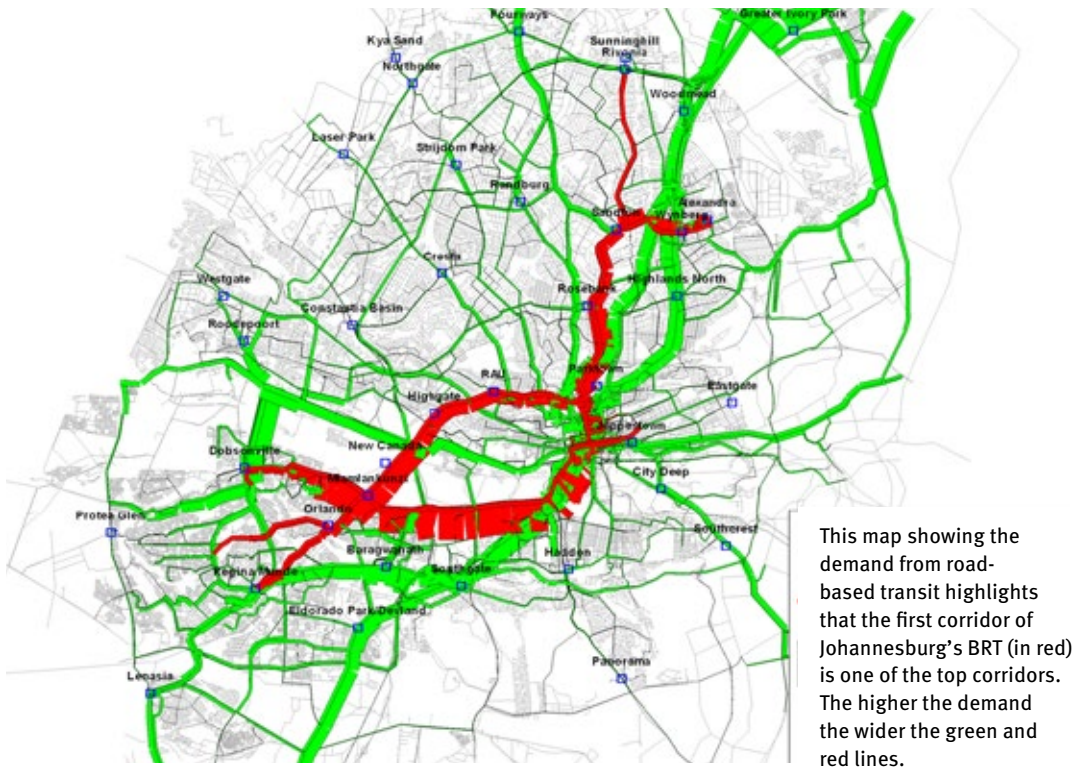 Fourways
Greater Ivory Park
Kya Sand
Sunninghill
Rivonia
Northgate
Woodmead
Laser Park
Strijdom Park
Randburg
Alexandra
Sandton
Wynberg
Cresta
Westgate
Rosebank
Highlands North
Constantia Basin
Roodepoort
Parktown
RAU
Eastgate
Highgate
Dobsonville
New Canada
City Deep
Mlamlankunzi
Orlando
Protea Glen
Southcrest
Baragwanath
Haddon
Regina Mundi
Southgate
Eldorado Park/Devland
Panorama
Lenasia
This map showing the
demand from road-
based transit highlights
that the first corridor of
Johannesburg's BRT (in red)
is one of the top corridors.
The higher the demand
the wider the green and
red lines.